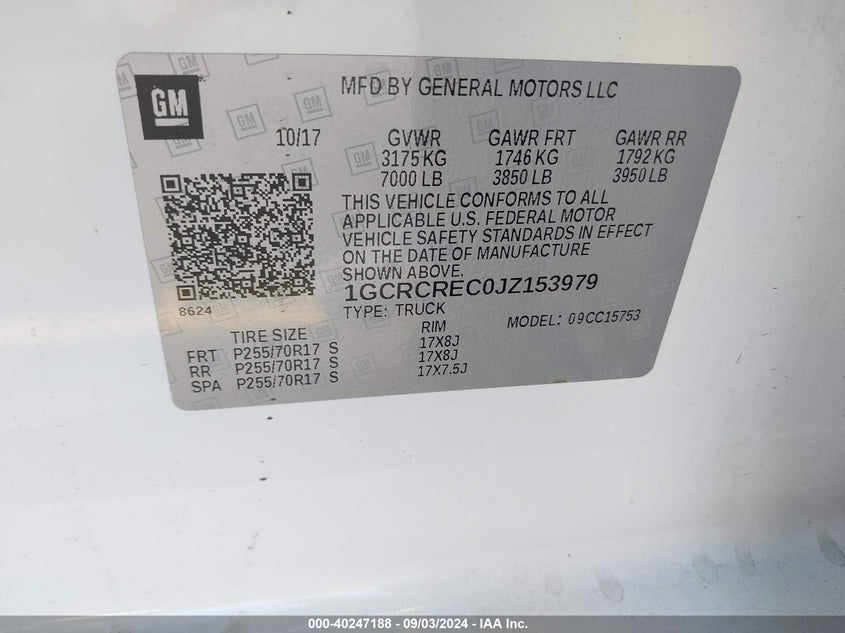 GM
MFD BY GENERAL MOTORS LLC
10/17 GVWR GAWR FRT GAWR RR
3175 KG 1746 KG 1792 KG
7000 LB 3850 LB 3950 LB
THIS VEHICLE CONFORMS TO ALL
APPLICABLE U.S. FEDERAL MOTOR
VEHICLE SAFETY STANDARDS IN EFFECT
ON THE DATE OF MANUFACTURE
SHOWN ABOVE.
1GCRCREC0JZ153979
8624
TYPE: TRUCK MODEL: 09CC15753
TIRE SIZE RIM
FRT P255/70R17 S 17X8J
RR P255/70R17 S 17X8J
SPA P255/70R17 S 17X7.5J
000-40247188 - 09/03/2024 - IAA Inc.